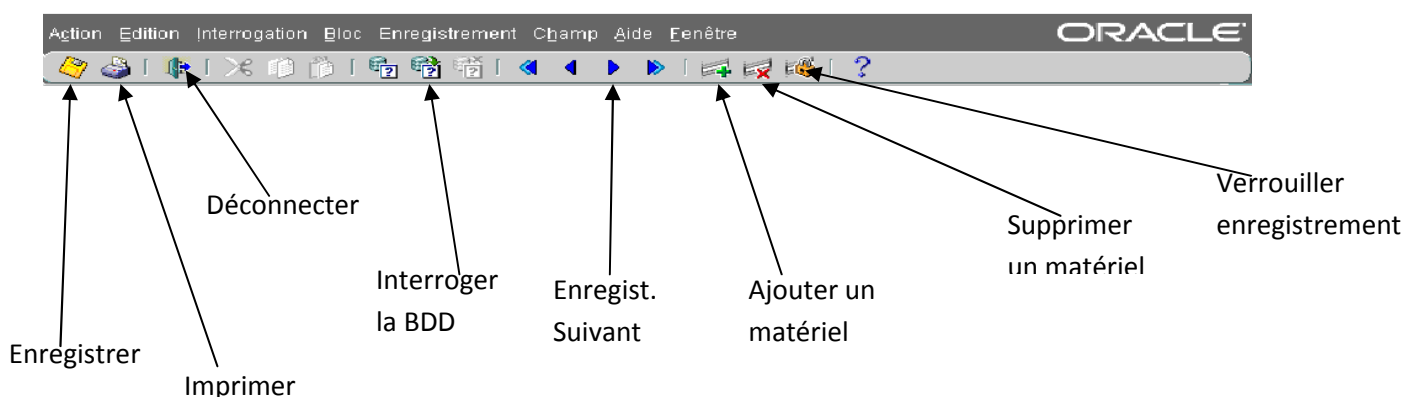 Action Edition Interrogation Bloc Enregistrement Champ Aide Fenêtre ORACLE
Déconnecter
Verrouiller
enregistrement
Supprimer
un matériel
Interroger
la BDD
Enregist.
Suivant
Ajouter un
matériel
Enregistrer
Imprimer